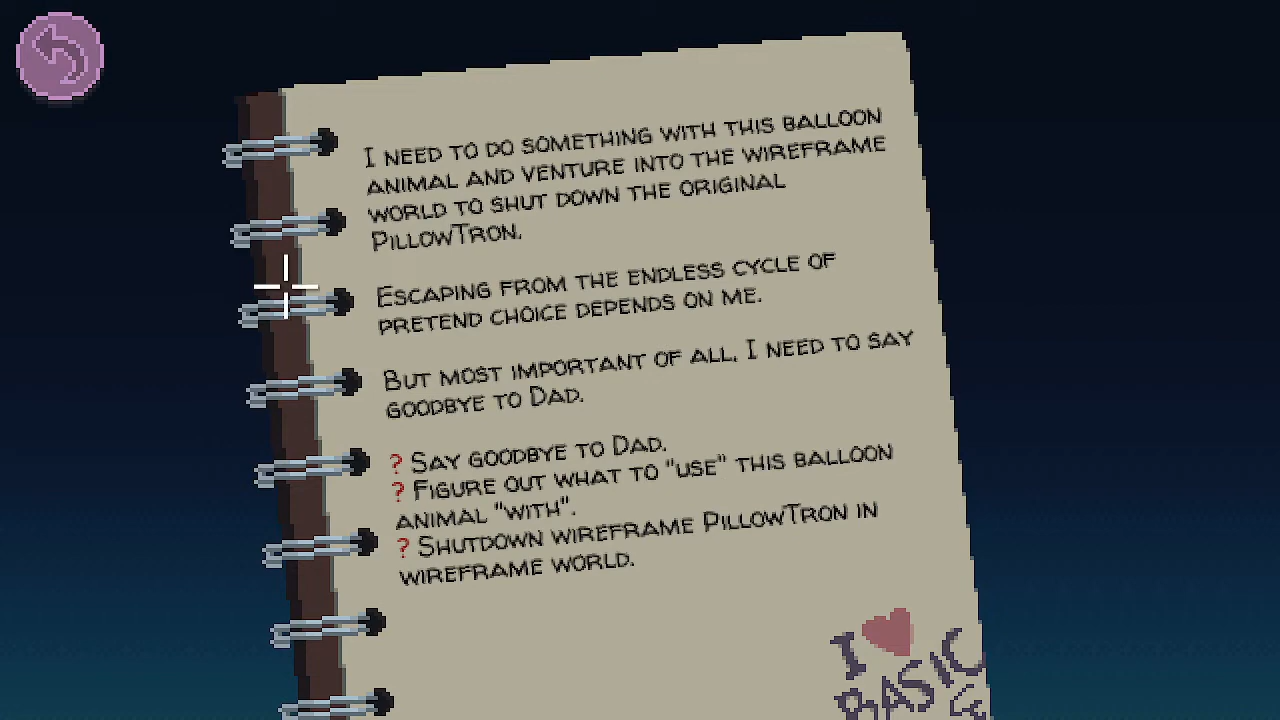 I need to do something with this balloon
animal and venture into the wireframe
world to shut down the original
PillowTron.
Escaping from the endless cycle of
pretend choice depends on me.
But most important of all, I need to say
goodbye to Dad.
? Say goodbye to Dad.
? Figure out what to "use" this balloon
animal "with".
? Shutdown wireframe PillowTron in
wireframe world.
I ❤
BASIC